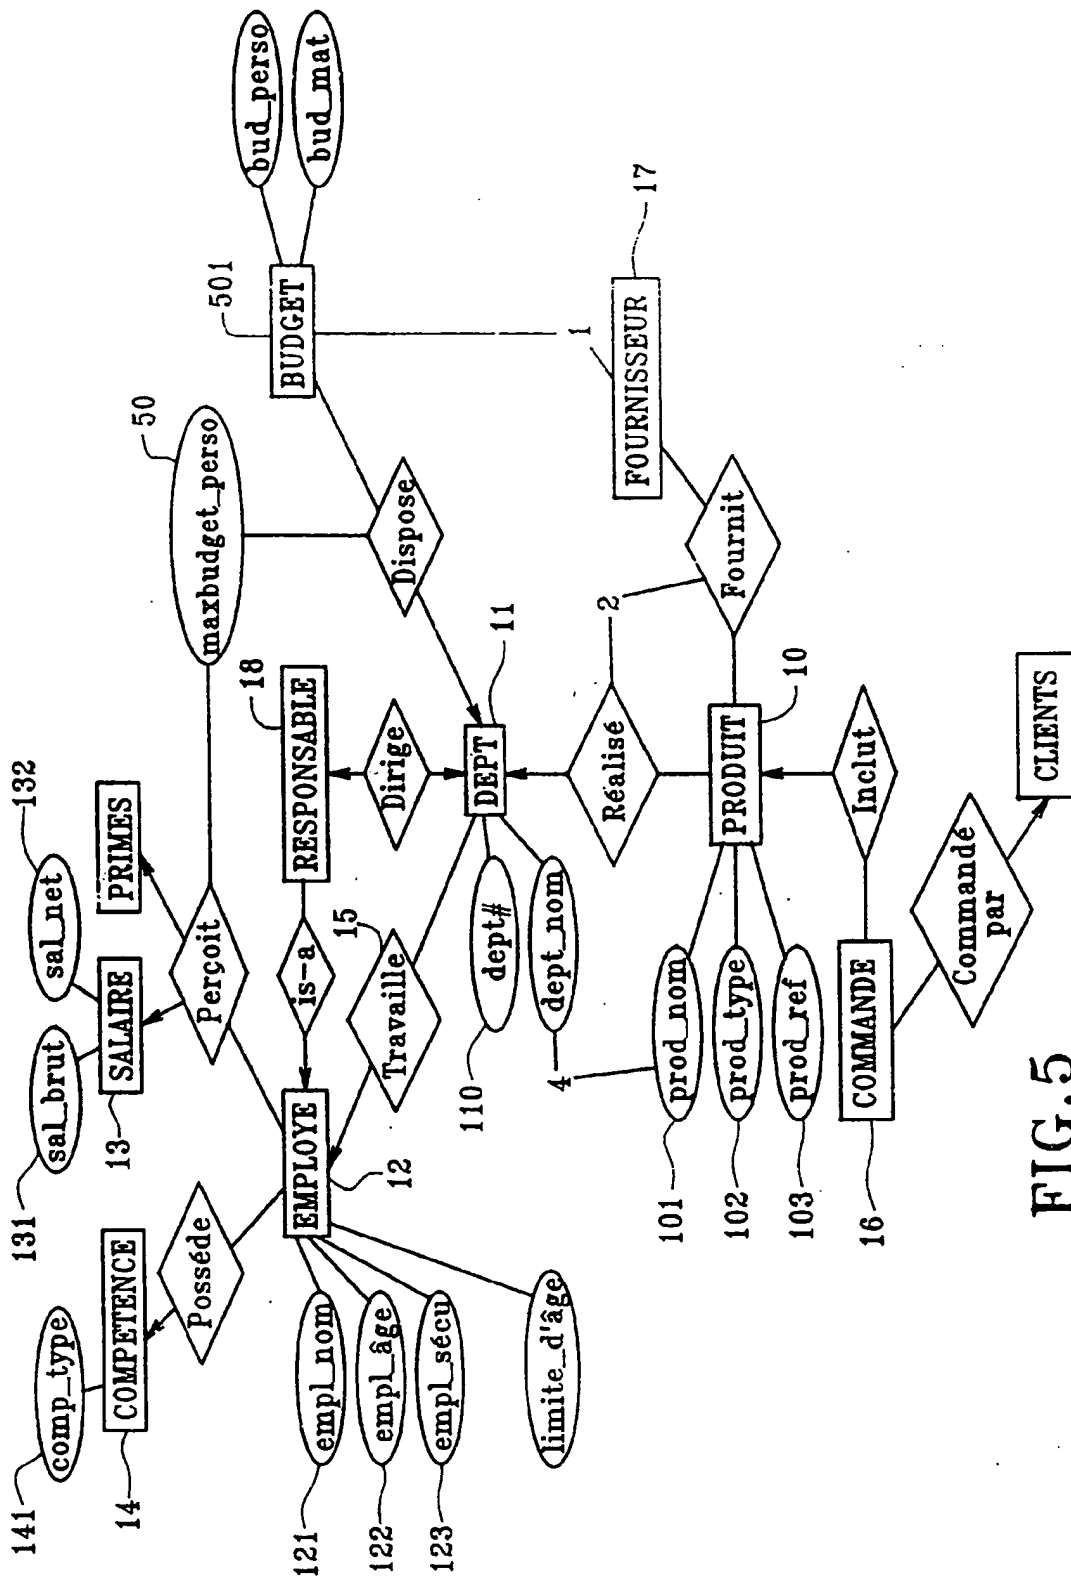 141
comp_type
14
COMPETENCE
Posséde
131
sal_brut
132
sal_net
13
SALAIRE
PRIMES
Perçoit
50
maxbudget_perso
501
BUDGET
bud_perso
bud_mat
EMPLOYE
12
is-a
18
RESPONSABLE
15
Travaille
Dirige
Dispose
121
empl_nom
122
empl_âge
123
empl_sécu
limite_d'âge
110
dept#
dept_nom
4
DEPT
11
1
FOURNISSEUR
17
Réalisé
2
Fournit
101
prod_nom
102
prod_type
103
prod_ref
PRODUIT
10
16
COMMANDE
Inclut
Commandé
par
CLIENTS
FIG.5